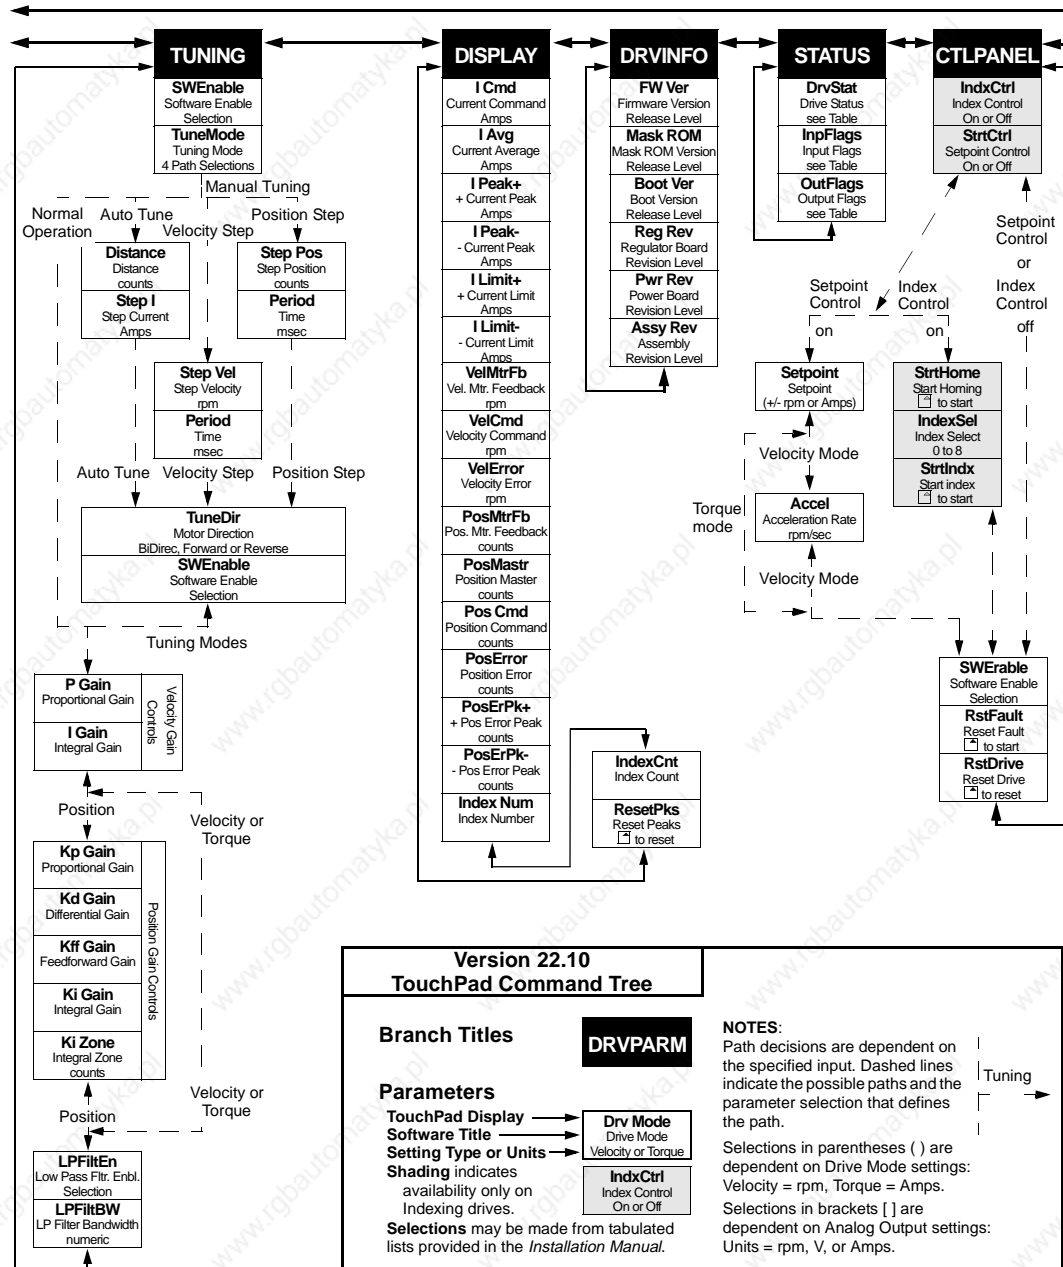 TUNING
SWEnable
Software Enable
Selection
TuneMode
Tuning Mode
4 Path Selections
Manual Tuning
Normal
Operation
Auto Tune
Velocity Step
Position Step
Distance
Distance
counts
Step I
Step Current
Amps
Step Pos
Step Position
counts
Period
Time
msec
Step Vel
Step Velocity
rpm
Period
Time
msec
Auto Tune
Velocity Step
Position Step
TuneDir
Motor Direction
BiDirec, Forward or Reverse
SWEnable
Software Enable
Selection
Tuning Modes
P Gain
Proportional Gain
I Gain
Integral Gain
Velocity Gain
Controls
Position
Velocity or
Torque
Kp Gain
Proportional Gain
Kd Gain
Differential Gain
Kff Gain
Feedforward Gain
Ki Gain
Integral Gain
Ki Zone
Integral Zone
counts
Position Gain Controls
Position
Velocity or
Torque
LPFiltEn
Low Pass Fltr. Enbl.
Selection
LPFiltBW
LP Filter Bandwidth
numeric
DISPLAY
I Cmd
Current Command
Amps
I Avg
Current Average
Amps
I Peak+
+ Current Peak
Amps
I Peak-
- Current Peak
Amps
I Limit+
+ Current Limit
Amps
I Limit-
- Current Limit
Amps
VelMtrFb
Vel. Mtr. Feedback
rpm
VelCmd
Velocity Command
rpm
VelError
Velocity Error
rpm
PosMtrFb
Pos. Mtr. Feedback
counts
PosMastr
Position Master
counts
Pos Cmd
Position Command
counts
PosError
Position Error
counts
PosErPk+
+ Pos Error Peak
counts
PosErPk-
- Pos Error Peak
counts
Index Num
Index Number
IndexCnt
Index Count
ResetPks
Reset Peaks
to reset
DRVINFO
FW Ver
Firmware Version
Release Level
Mask ROM
Mask ROM Version
Release Level
Boot Ver
Boot Version
Release Level
Reg Rev
Regulator Board
Revision Level
Pwr Rev
Power Board
Revision Level
Assy Rev
Assembly
Revision Level
STATUS
DrvStat
Drive Status
see Table
InpFlags
Input Flags
see Table
OutFlags
Output Flags
see Table
CTLPANEL
IndxCtrl
Index Control
On or Off
StrtCtrl
Setpoint Control
On or Off
Setpoint
Control
or
Index
Control
off
Setpoint
Control
on
Index
Control
on
Setpoint
Setpoint
(+/- rpm or Amps)
Velocity Mode
Torque
mode
Accel
Acceleration Rate
rpm/sec
Velocity Mode
StrtHome
Start Homing
to start
IndexSel
Index Select
0 to 8
StrtIndx
Start index
to start
SWErable
Software Enable
Selection
RstFault
Reset Fault
to start
RstDrive
Reset Drive
to reset
Version 22.10
TouchPad Command Tree
Branch Titles
DRVPARM
Parameters
TouchPad Display
Software Title
Setting Type or Units
Drv Mode
Drive Mode
Velocity or Torque
Shading indicates
availability only on
Indexing drives.
IndxCtrl
Index Control
On or Off
Selections may be made from tabulated
lists provided in the Installation Manual.
NOTES:
Path decisions are dependent on
the specified input. Dashed lines
indicate the possible paths and the
parameter selection that defines
the path.
Tuning
Selections in parentheses ( ) are
dependent on Drive Mode settings:
Velocity = rpm, Torque = Amps.
Selections in brackets [ ] are
dependent on Analog Output settings:
Units = rpm, V, or Amps.
www.rgbautomatyka.pl